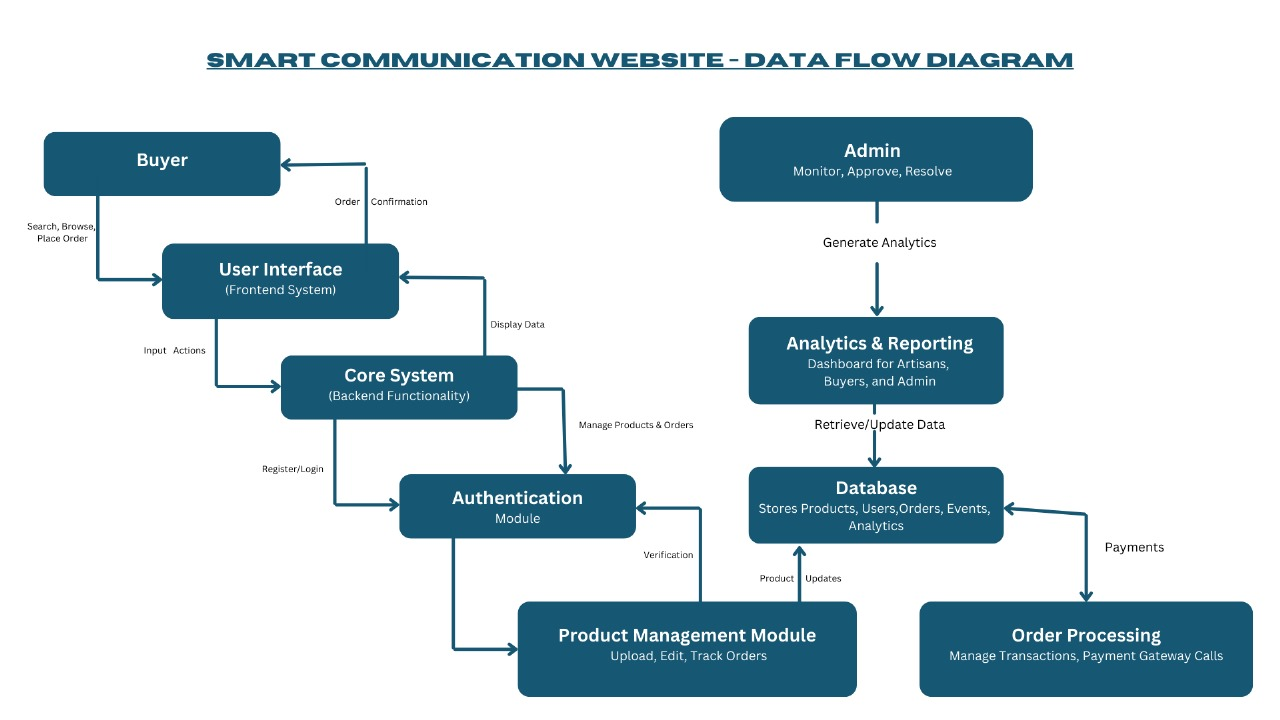 SMART COMMUNICATION WEBSITE - DATA FLOW DIAGRAM
Buyer
Order Confirmation
Search, Browse,
Place Order
User Interface
(Frontend System)
Display Data
Input Actions
Core System
(Backend Functionality)
Manage Products & Orders
Register/Login
Authentication
Module
Verification
Product Management Module
Upload, Edit, Track Orders
Admin
Monitor, Approve, Resolve
Generate Analytics
Analytics & Reporting
Dashboard for Artisans,
Buyers, and Admin
Retrieve/Update Data
Database
Stores Products, Users,Orders, Events,
Analytics
Product Updates
Payments
Order Processing
Manage Transactions, Payment Gateway Calls